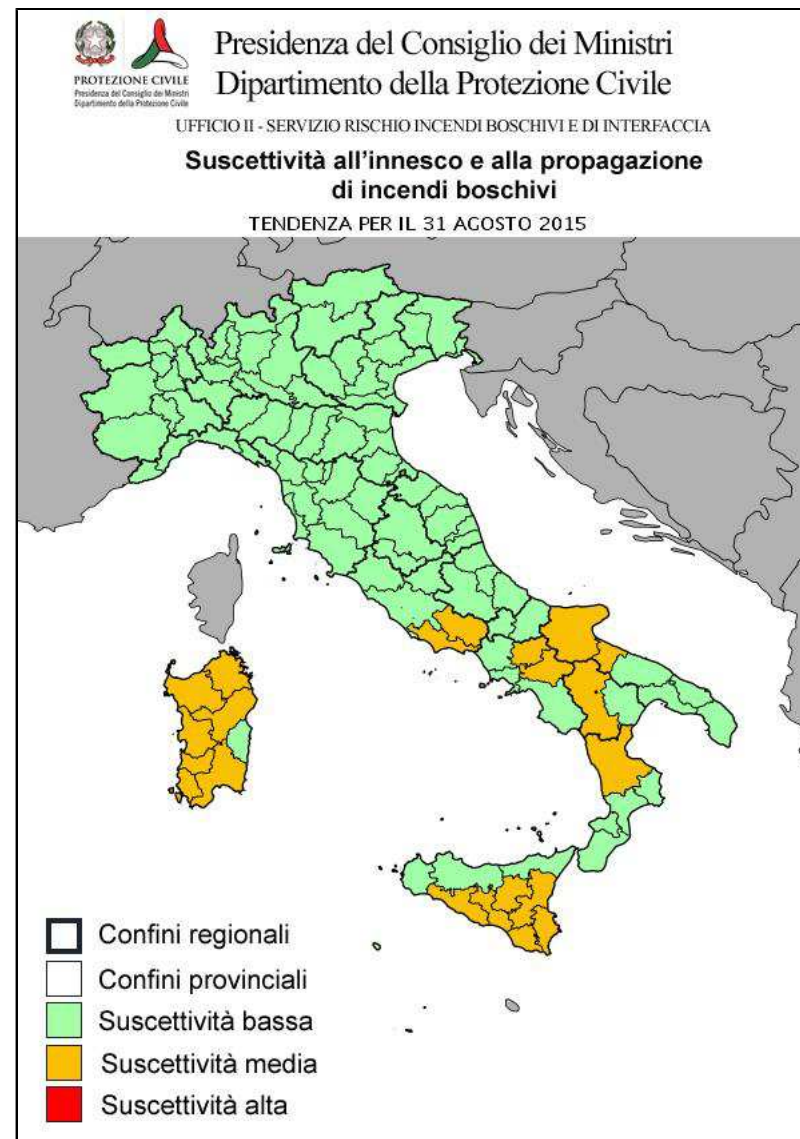 PROTEZIONE CIVILE
Presidenza del Consiglio dei Ministri
Dipartimento della Protezione Civile
Presidenza del Consiglio dei Ministri
Dipartimento della Protezione Civile
UFFICIO II - SERVIZIO RISCHIO INCENDI BOSCHIVI E DI INTERFACCIA
Suscettività all'innesco e alla propagazione
di incendi boschivi
TENDENZA PER IL 31 AGOSTO 2015
Confini regionali
Confini provinciali
Suscettività bassa
Suscettività media
Suscettività alta